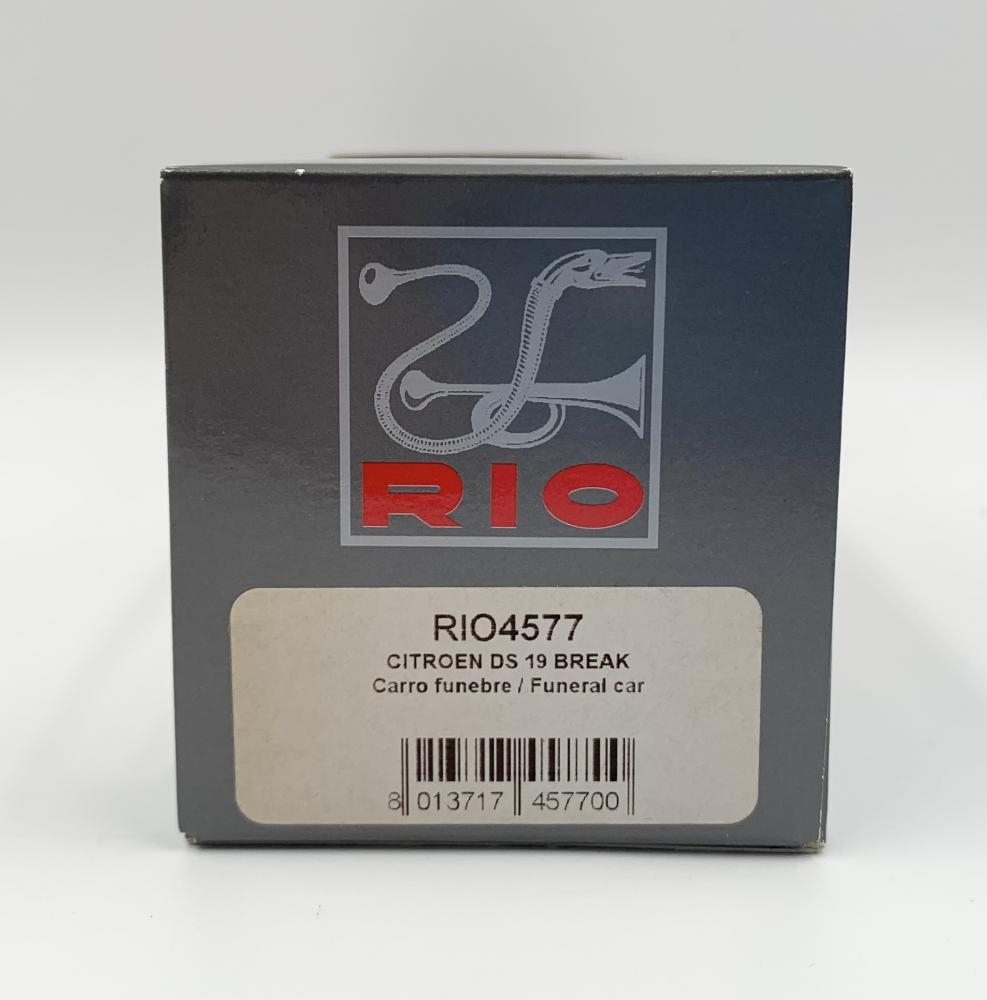 RIO
RIO4577
CITROEN DS 19 BREAK
Carro funebre / Funeral car
8 013717 457700